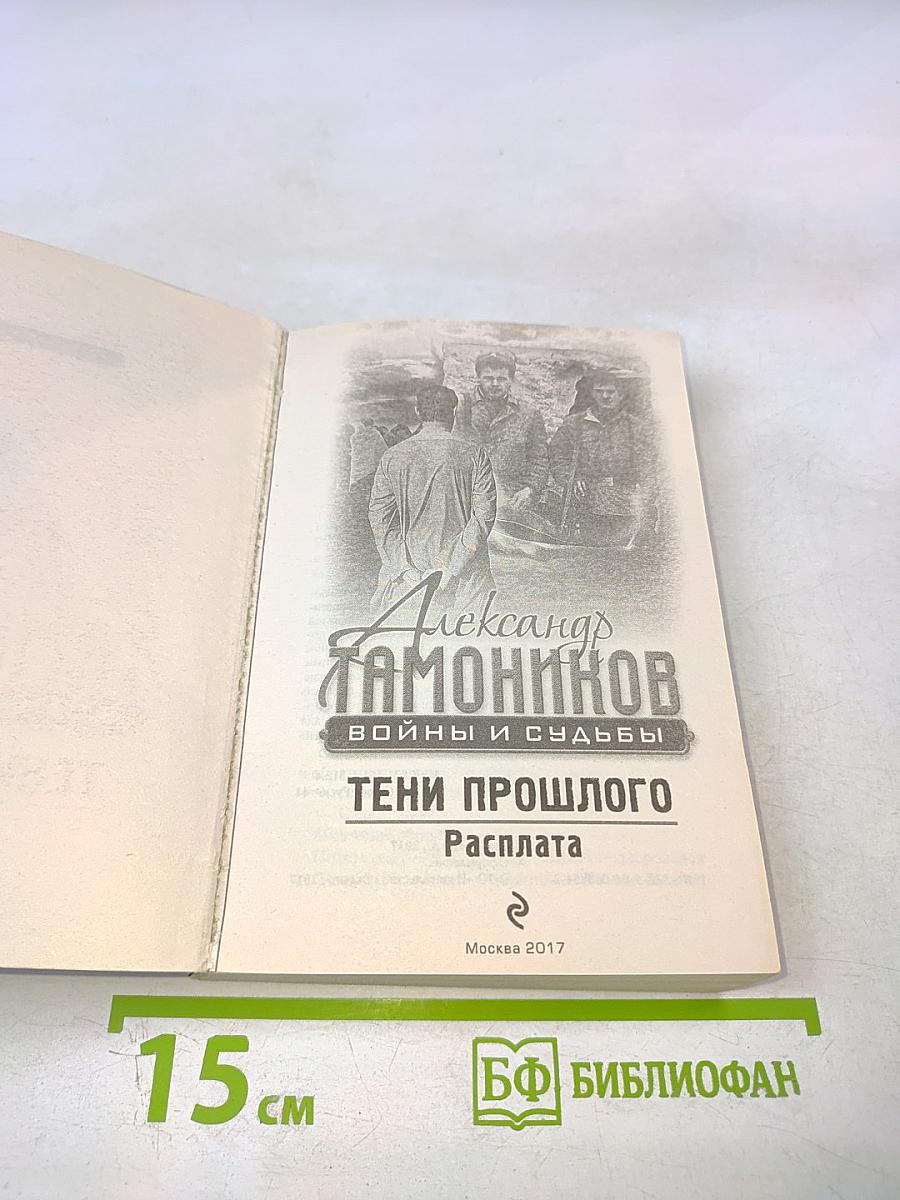 Александр
ТАМОНИКОВ
ВОЙНЫ И СУДЬБЫ
ТЕНИ ПРОШЛОГО
Расплата
Москва 2017
15 см
БФ БИБЛИОФАН